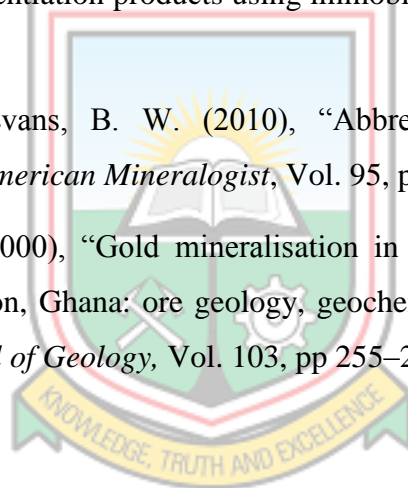 entiation products using immobi
vans, B. W. (2010), “Abbre
merican Mineralogist, Vol. 95, p
000), “Gold mineralisation in
on, Ghana: ore geology, geoche
l of Geology, Vol. 103, pp 255–2
KNOWLEDGE, TRUTH AND EXCELLENCE